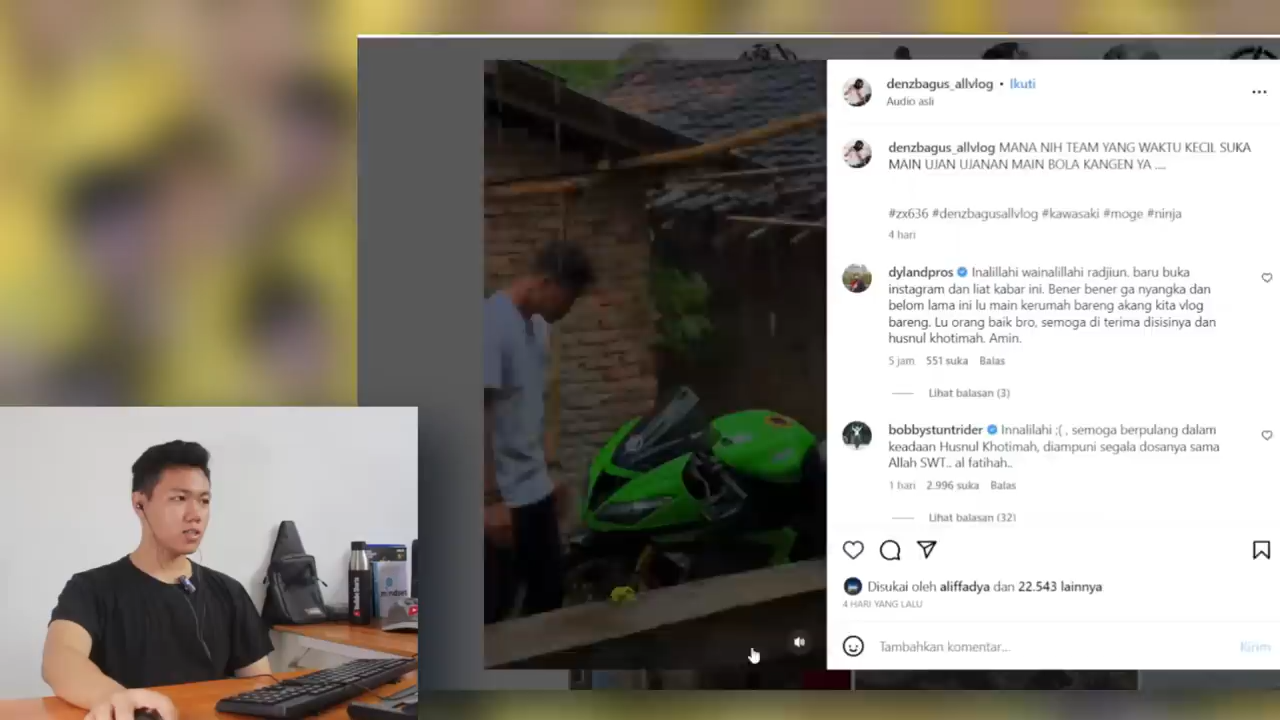 denzbagus_allvlog • Ikuti
Audio asli
denzbagus_allvlog MANA NIH TEAM YANG WAKTU KECIL SUKA
MAIN UJAN UJANAN MAIN BOLA KANGEN YA ....
#zx636 #denzbagusallvlog #kawasaki #moge #ninja
4 hari
dylandpros Inalillahi wainalillahi radjiun. baru buka
instagram dan liat kabar ini. Bener bener ga nyangka dan
belom lama ini lu main kerumah bareng akang kita vlog
bareng. Lu orang baik bro, semoga di terima disisinya dan
husnul khotimah. Amin.
5 jam 551 suka Balas
Lihat balasan (3)
bobbystuntrider Innalilahi ;( , semoga berpulang dalam
keadaan Husnul Khotimah, diampuni segala dosanya sama
Allah SWT.. al fatihah..
1 hari 2.996 suka Balas
Lihat balasan (32)
Disukai oleh aliffadya dan 22.543 lainnya
4 HARI YANG LALU
Tambahkan komentar...
Kirim